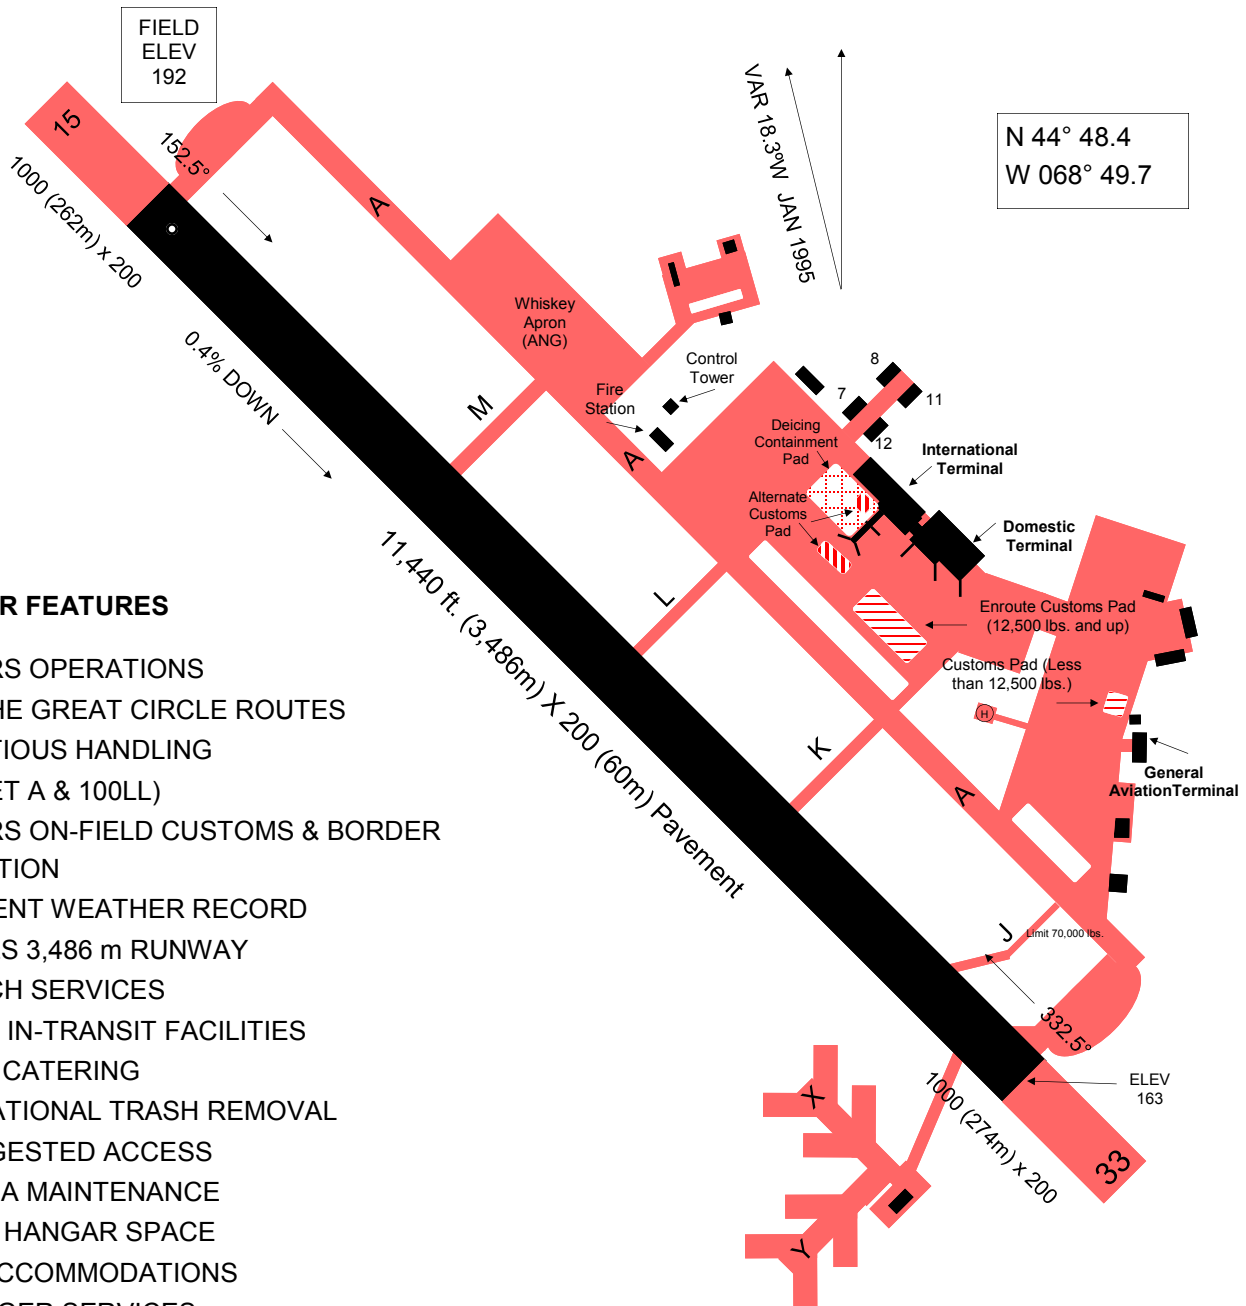 FIELD
ELEV
192
15
152.5°
1000 (262m) x 200
A
VAR 18.3ºW  JAN 1995
N 44° 48.4
W 068° 49.7
Whiskey
Apron
(ANG)
0.4% DOWN
M
Control
Tower
Fire
Station
A
8
7
11
12
Deicing
Containment
Pad
International
Terminal
Alternate
Customs
Pad
Domestic
Terminal
11,440 ft. (3,486m) X 200 (60m) Pavement
L
Enroute Customs Pad
(12,500 lbs. and up)
Customs Pad (Less
than 12,500 lbs.)
H
K
A
General
AviationTerminal
J
Limit 70,000 lbs.
332.5°
ELEV
163
1000 (274m) x 200
33
X
Y
R FEATURES
RS OPERATIONS
HE GREAT CIRCLE ROUTES
TIOUS HANDLING
ET A & 100LL)
RS ON-FIELD CUSTOMS & BORDER
TION
ENT WEATHER RECORD
RS 3,486 m RUNWAY
CH SERVICES
IN-TRANSIT FACILITIES
CATERING
ATIONAL TRASH REMOVAL
GESTED ACCESS
A MAINTENANCE
HANGAR SPACE
CCOMMODATIONS
GER SERVICES